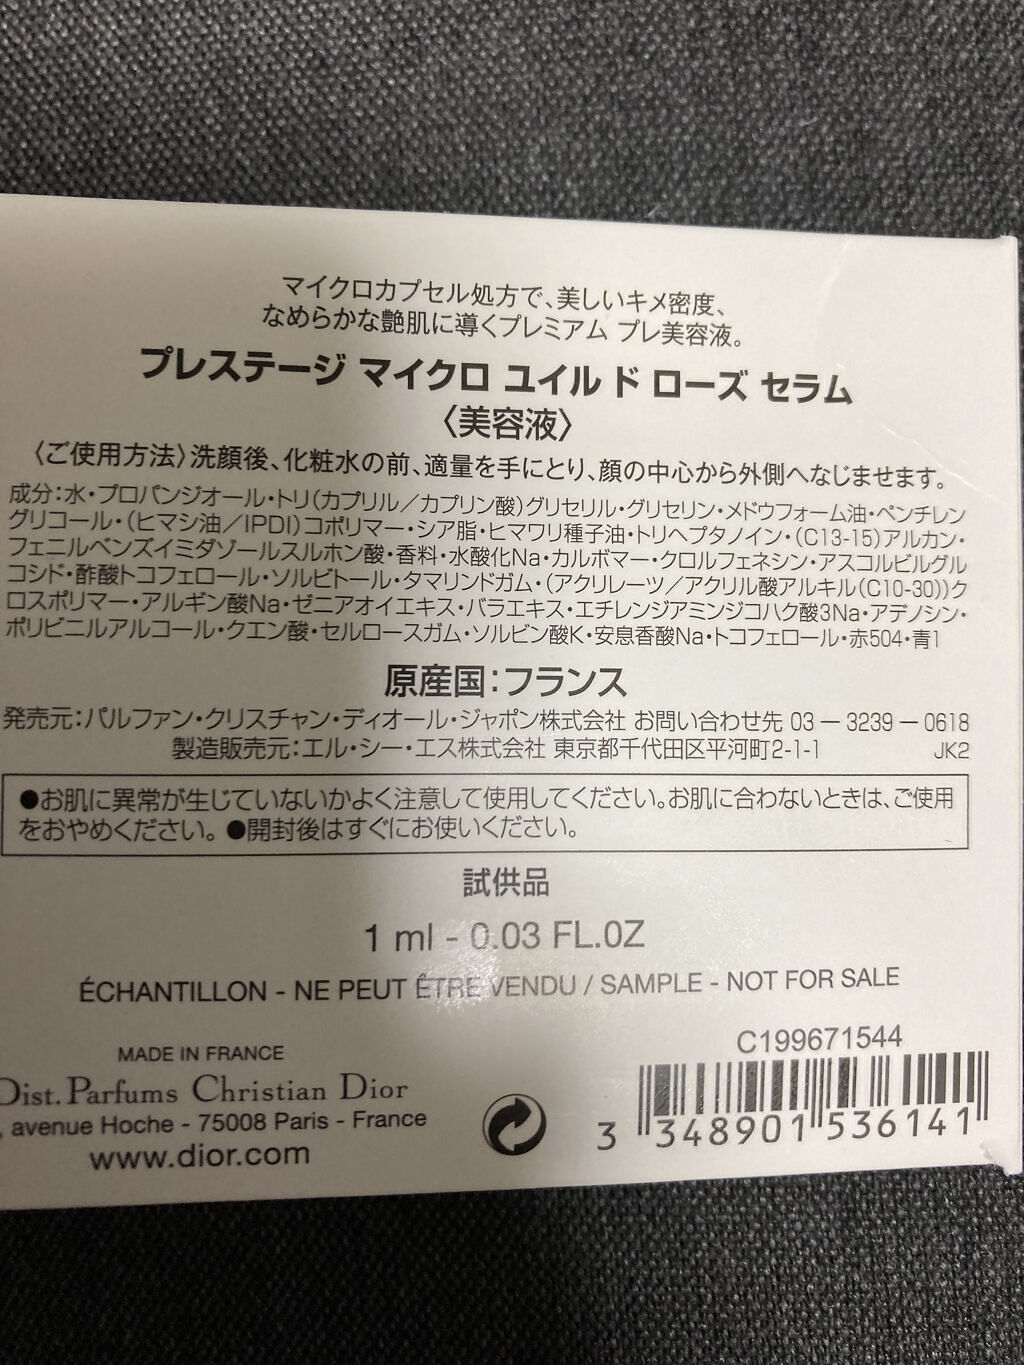 マイクロカプセル処方で、美しいキメ密度、
なめらかな艶肌に導くプレミアム プレ美容液。
プレステージ マイクロ ユイル ド ローズ セラム
〈美容液〉
〈ご使用方法〉洗顔後、化粧水の前、適量を手にとり、顔の中心から外側へなじませます。
成分：水・プロパンジオール・トリ(カプリル／カプリン酸)グリセリル・グリセリン・メドウフォーム油・ペンチレン
グリコール・(ヒマシ油／IPDI)コポリマー・シア脂・ヒマワリ種子油・トリヘプタノイン・(C13-15)アルカン・
フェニルベンズイミダゾールスルホン酸・香料・水酸化Na・カルボマー・クロルフェネシン・アスコルビルグル
コシド・酢酸トコフェロール・ソルビトール・タマリンドガム・(アクリレーツ／アクリル酸アルキル(C10-30))ク
ロスポリマー・アルギン酸Na・ゼニアオイエキス・バラエキス・エチレンジアミンジコハク酸3Na・アデノシン・
ポリビニルアルコール・クエン酸・セルロースガム・ソルビン酸K・安息香酸Na・トコフェロール・赤504・青1
原産国：フランス
発売元：パルファン・クリスチャン・ディオール・ジャポン株式会社 お問い合わせ先 03 － 3239 － 0618
製造販売元：エル・シー・エス株式会社 東京都千代田区平河町2-1-1 JK2
●お肌に異常が生じていないかよく注意して使用してください。お肌に合わないときは、ご使用
をおやめください。●開封後はすぐにお使いください。
試供品
1 ml - 0.03 FL.OZ
ÉCHANTILLON - NE PEUT ÊTRE VENDU / SAMPLE - NOT FOR SALE
C199671544
MADE IN FRANCE
Dist. Parfums Christian Dior
, avenue Hoche - 75008 Paris - France
www.dior.com
3 348901 536141